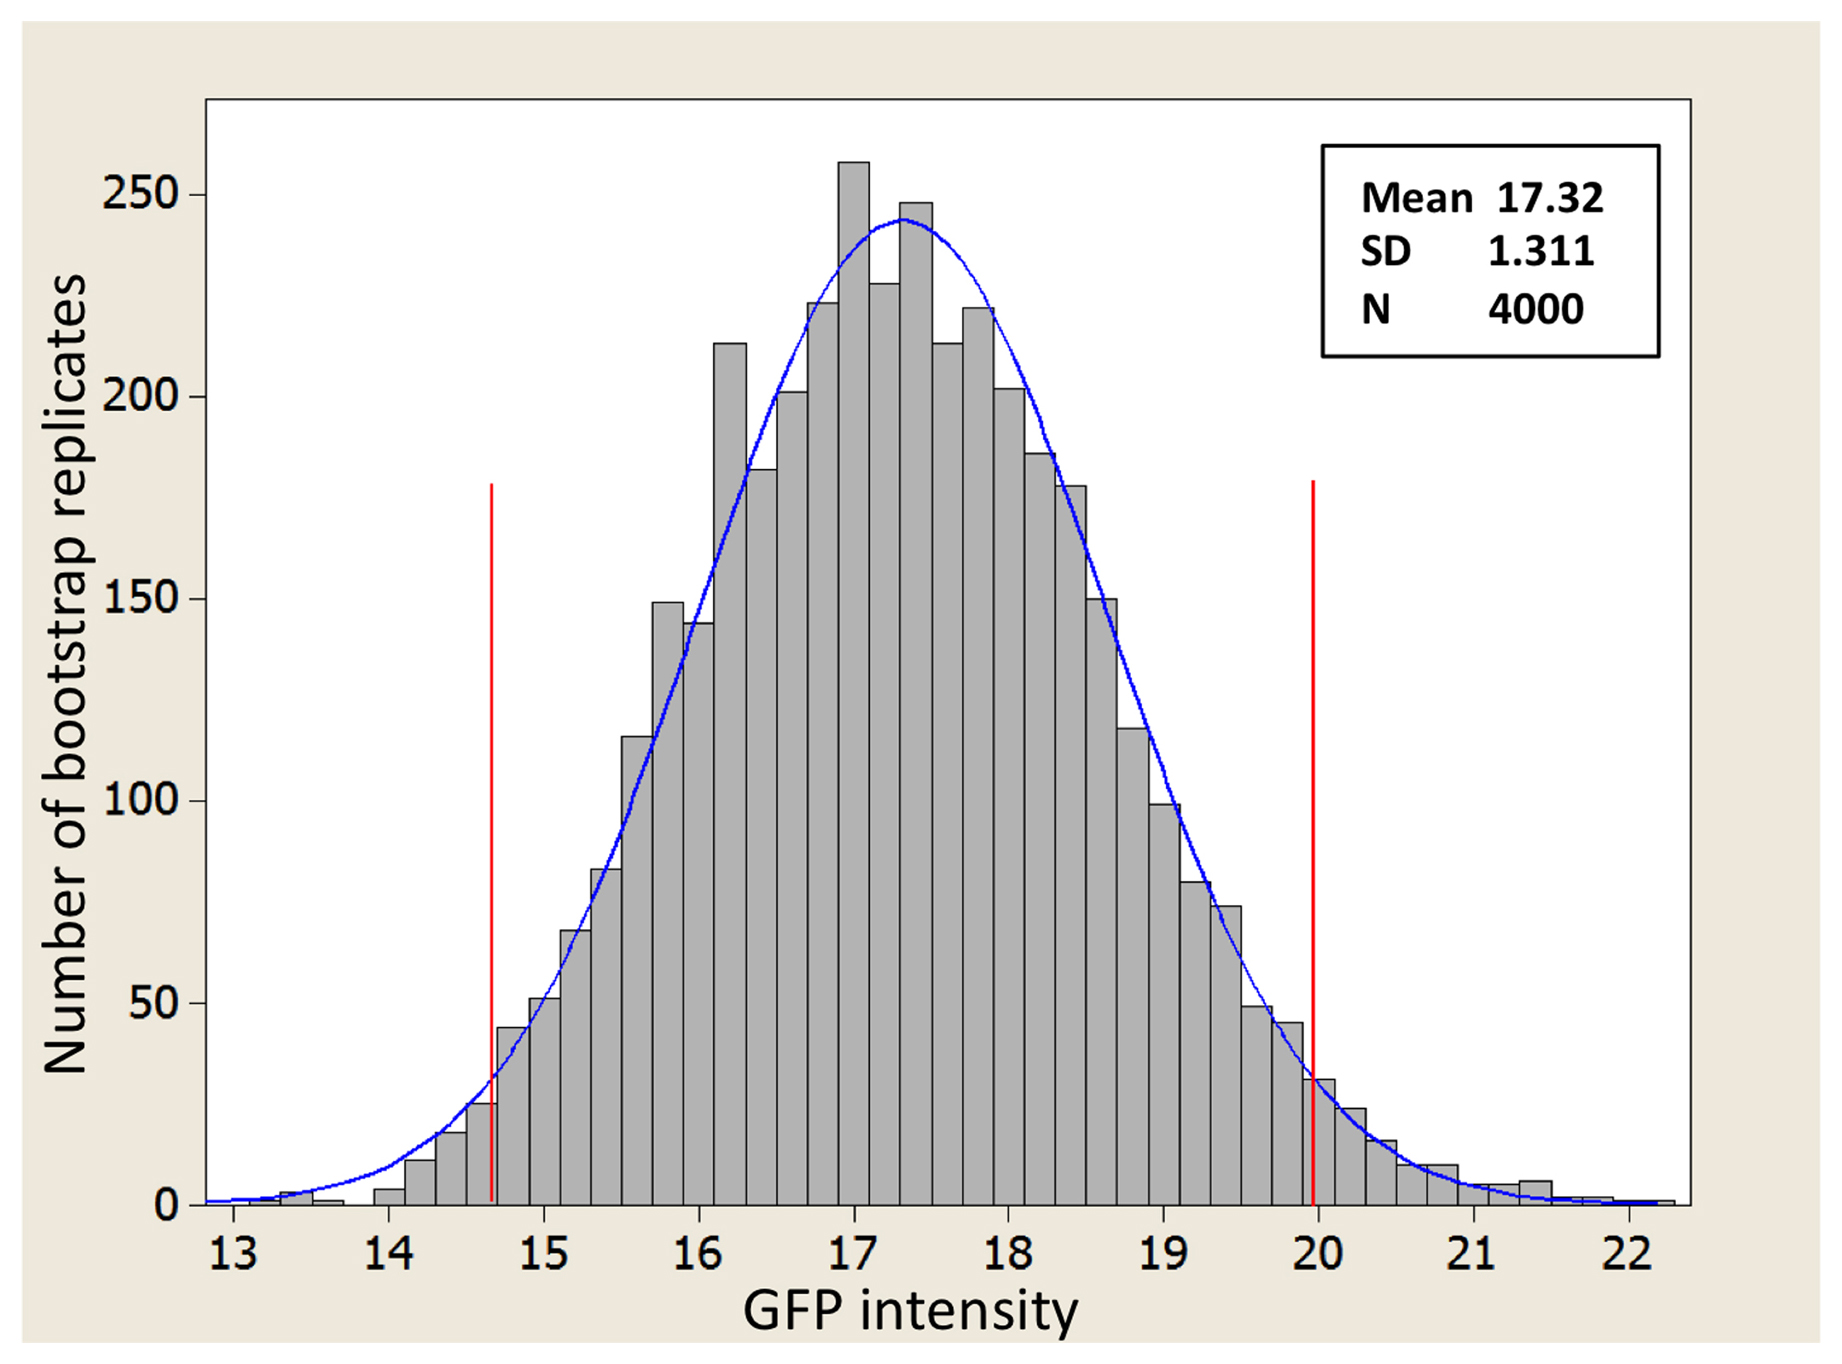 Number of bootstrap replicates
250
200
150
100
50
0
Mean 17.32
SD 1.311
N 4000
13 14 15 16 17 18 19 20 21 22
GFP intensity